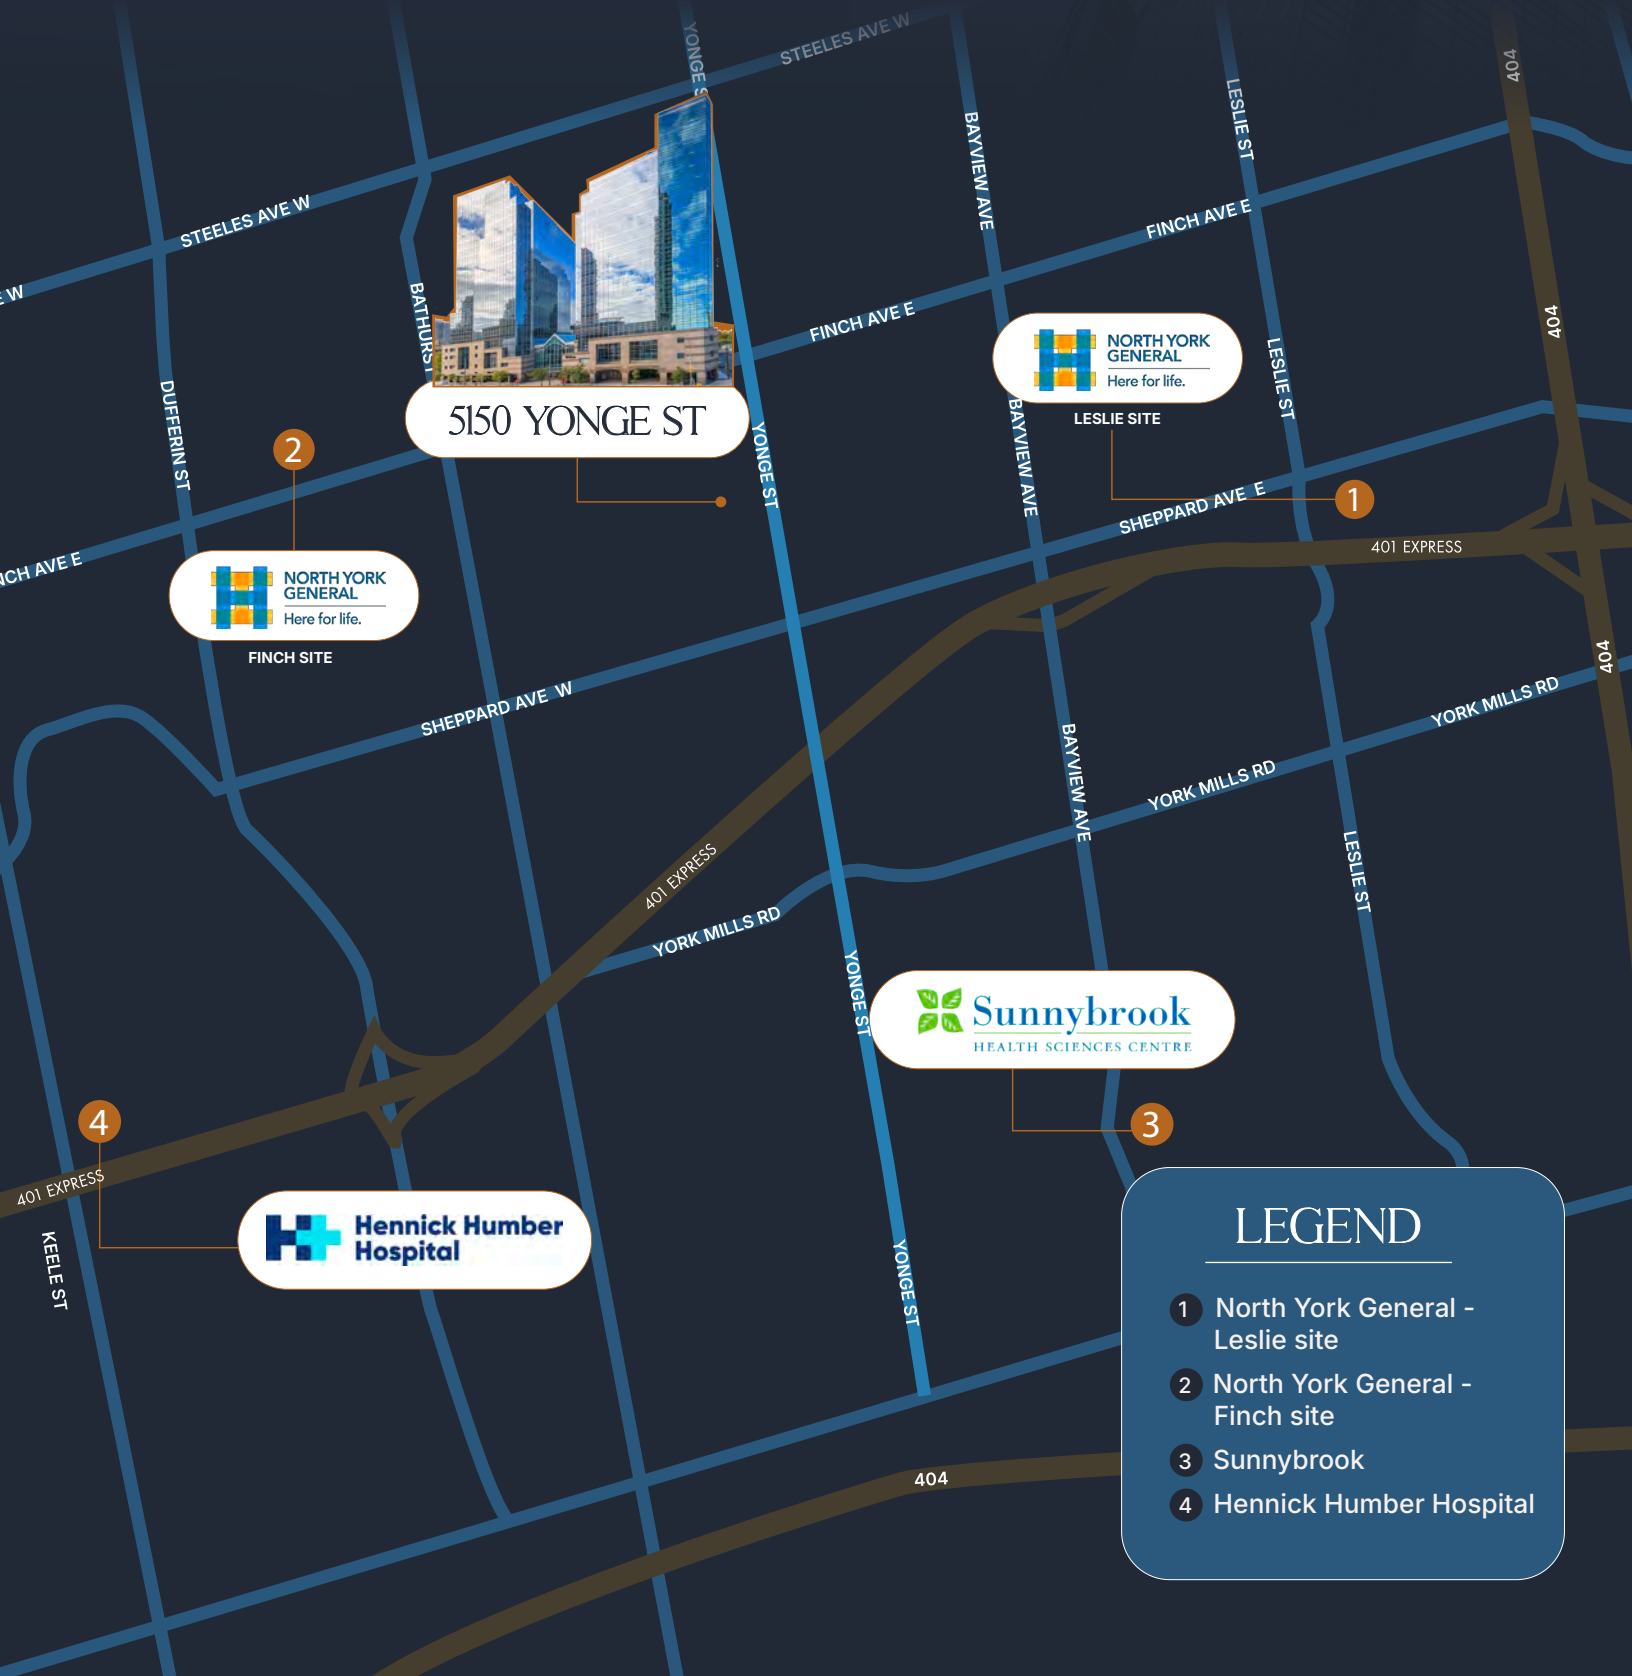 YONGE S
STEELES AVE W
STEELES AVE W
E W
BAYVIEW AVE
LESLIE ST
404
FINCH AVE E
FINCH AVE E
404
BATHURST
DUFFERIN ST
5150 YONGE ST
YONGE ST
NORTH YORK
GENERAL
Here for life.
LESLIE SITE
BAYVIEW AVE
LESLIE ST
2
1
SHEPPARD AVE E
401 EXPRESS
NCH AVE E
NORTH YORK
GENERAL
Here for life.
FINCH SITE
SHEPPARD AVE W
404
YORK MILLS RD
YORK MILLS RD
BAYVIEW AVE
LESLIE ST
401 EXPRESS
YORK MILLS RD
YONGE ST
Sunnybrook
HEALTH SCIENCES CENTRE
3
4
401 EXPRESS
KEELE ST
Hennick Humber
Hospital
YONGE ST
404
LEGEND
1 North York General -
Leslie site
2 North York General -
Finch site
3 Sunnybrook
4 Hennick Humber Hospital